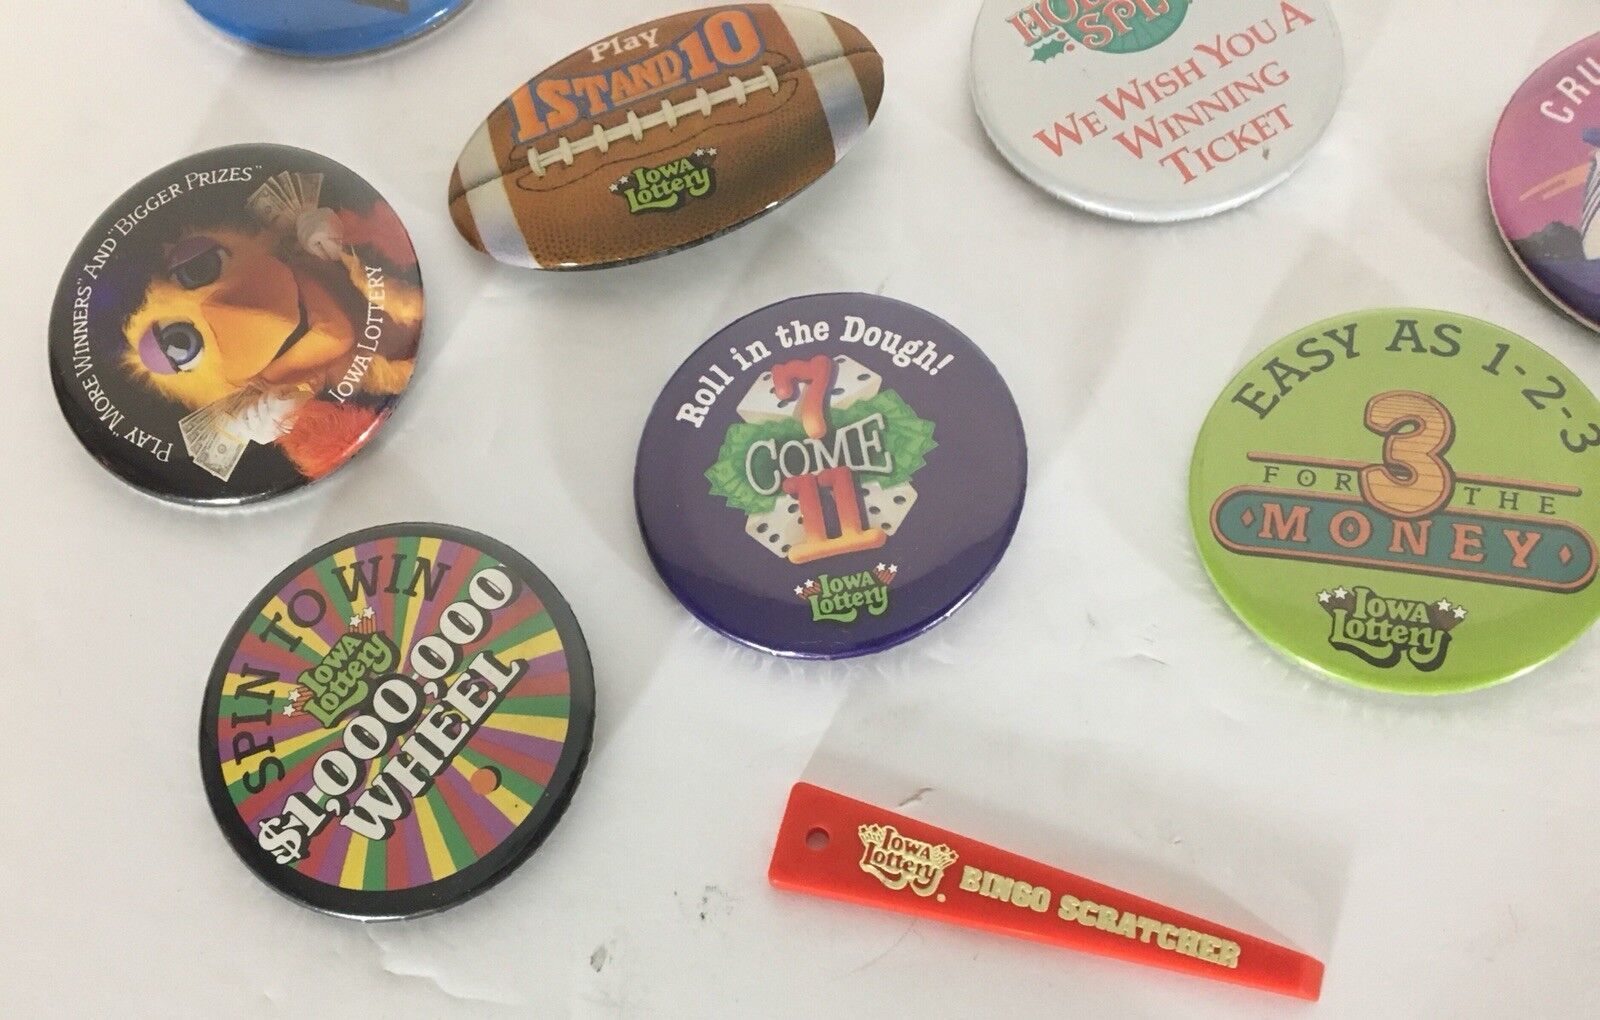 Play
1ST AND 10
Iowa
Lottery
WE WISH YOU A
WINNING
TICKET
PLAY "MORE WINNERS" AND "BIGGER PRIZES"
IOWA LOTTERY
Roll in the Dough!
7
COME
11
Iowa
Lottery
EASY AS 1-2-3
3
FOR THE
MONEY
Iowa
Lottery
SPIN TO WIN
Iowa
Lottery
$1,000,000
WHEEL
Iowa
Lottery
BINGO SCRATCHER